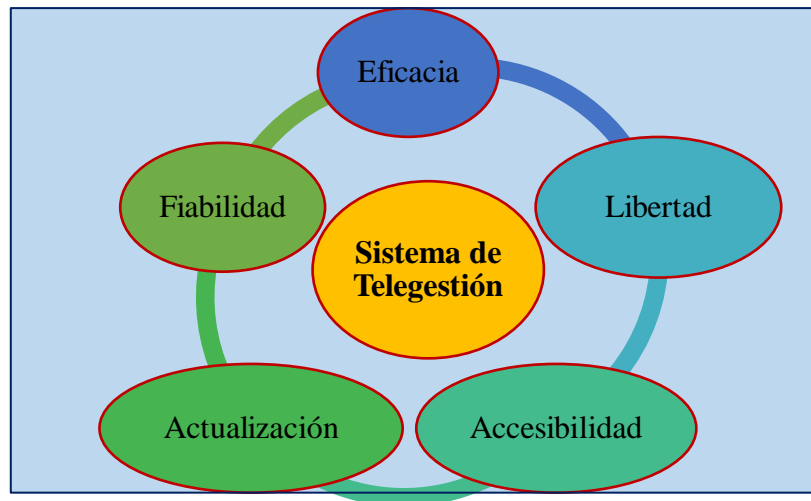 Eficacia
Fiabilidad
Libertad
Sistema de
Telegestión
Actualización
Accesibilidad